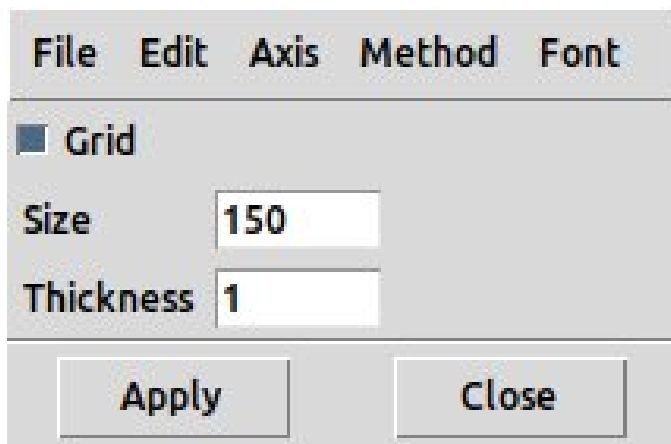 File Edit Axis Method Font
Grid
Size 150
Thickness 1
Apply Close